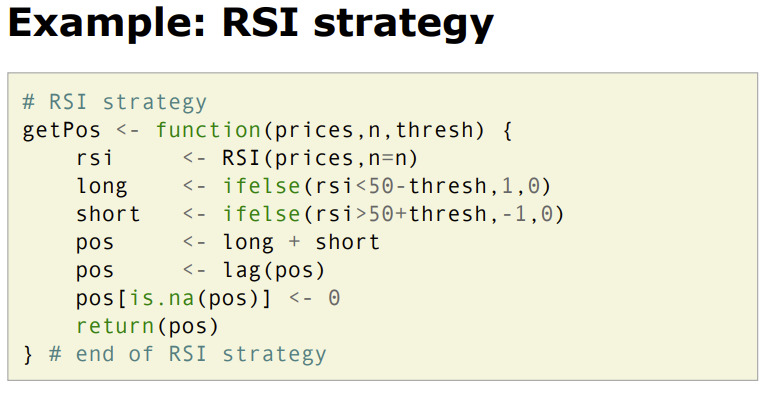 Example: RSI strategy
# RSI strategy
getPos <- function(prices,n,thresh) {
    rsi     <- RSI(prices,n=n)
    long    <- ifelse(rsi<50-thresh,1,0)
    short   <- ifelse(rsi>50+thresh,-1,0)
    pos     <- long + short
    pos     <- lag(pos)
    pos[is.na(pos)] <- 0
    return(pos)
} # end of RSI strategy